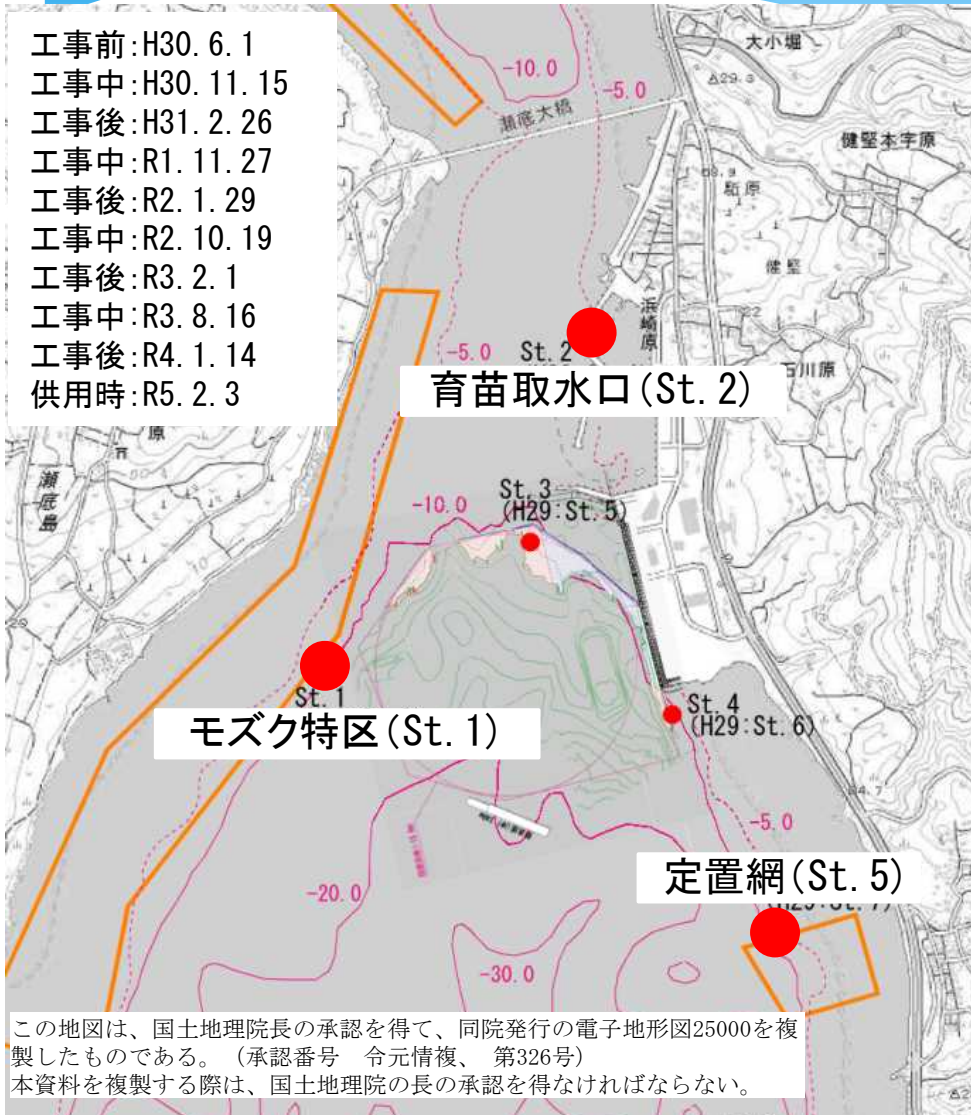 工事前:H30.6.1
工事中:H30.11.15
工事後:H31.2.26
工事中:R1.11.27
工事後:R2.1.29
工事中:R2.10.19
工事後:R3.2.1
工事中:R3.8.16
工事後:R4.1.14
供用時:R5.2.3
大小堀
△29.3
-10.0
-5.0
瀬底大橋
健堅本字原
健堅
浜崎原
石川原
-5.0
St.2
育苗取水口(St.2)
原
瀬底島
-10.0
St.3
(H29:St.5)
St.1
モズク特区(St.1)
St.4
(H29:St.6)
-5.0
定置網(St.5)
-20.0
-30.0
この地図は、国土地理院長の承認を得て、同院発行の電子地形図25000を複
製したものである。(承認番号 令元情複、 第326号)
本資料を複製する際は、国土地理院の長の承認を得なければならない。